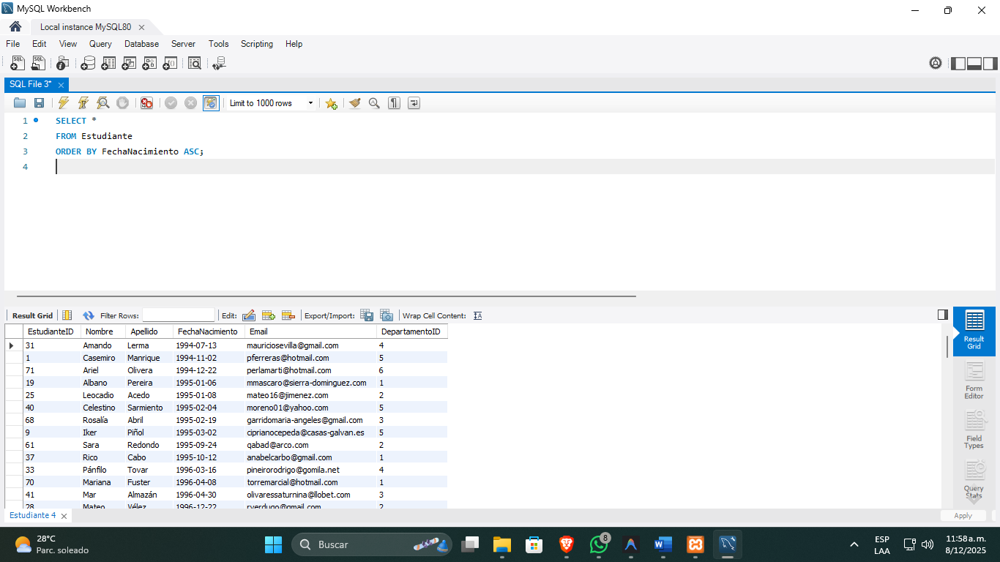 MySQL Workbench
Local instance MySQL80
File Edit View Query Database Server Tools Scripting Help
SQL File 3*
Limit to 1000 rows
1 SELECT *
2 FROM Estudiante
3 ORDER BY FechaNacimiento ASC;
4
Result Grid Filter Rows: Edit: Export/Import: Wrap Cell Content:
EstudianteID Nombre Apellido FechaNacimiento Email DepartamentoID
31 Amando Lerma 1994-07-13 mauriciosevilla@gmail.com 4
1 Casemiro Manrique 1994-11-02 pferreras@hotmail.com 5
71 Ariel Olivera 1994-12-22 perlamarti@hotmail.com 6
19 Albano Pereira 1995-01-06 mmascaro@sierra-dominguez.com 1
25 Leocadio Acedo 1995-01-08 mateo16@jimenez.com 2
40 Celestino Sarmiento 1995-02-04 moreno01@yahoo.com 5
68 Rosalía Abril 1995-02-19 garridomaria-angeles@gmail.com 3
9 Iker Piñol 1995-03-02 ciprianocepeda@casas-galvan.es 5
61 Sara Redondo 1995-09-24 qabad@arco.com 2
37 Rico Cabo 1995-10-12 anabelcarbo@gmail.com 1
33 Pánfilo Tovar 1996-03-16 pineirorodrigo@gomila.net 4
70 Mariana Fuster 1996-04-08 torremarcial@hotmail.com 1
41 Mar Almazán 1996-04-30 olivaressaturnina@llobet.com 3
28 Mateo Vélez 1996-12-22 rverdugo@gmail.com 2
Result
Grid
Form
Editor
Field
Types
Query
Stats
Estudiante 4
Apply
28°C
Parc. soleado
Buscar
8
ESP
LAA
11:58 a. m.
8/12/2025